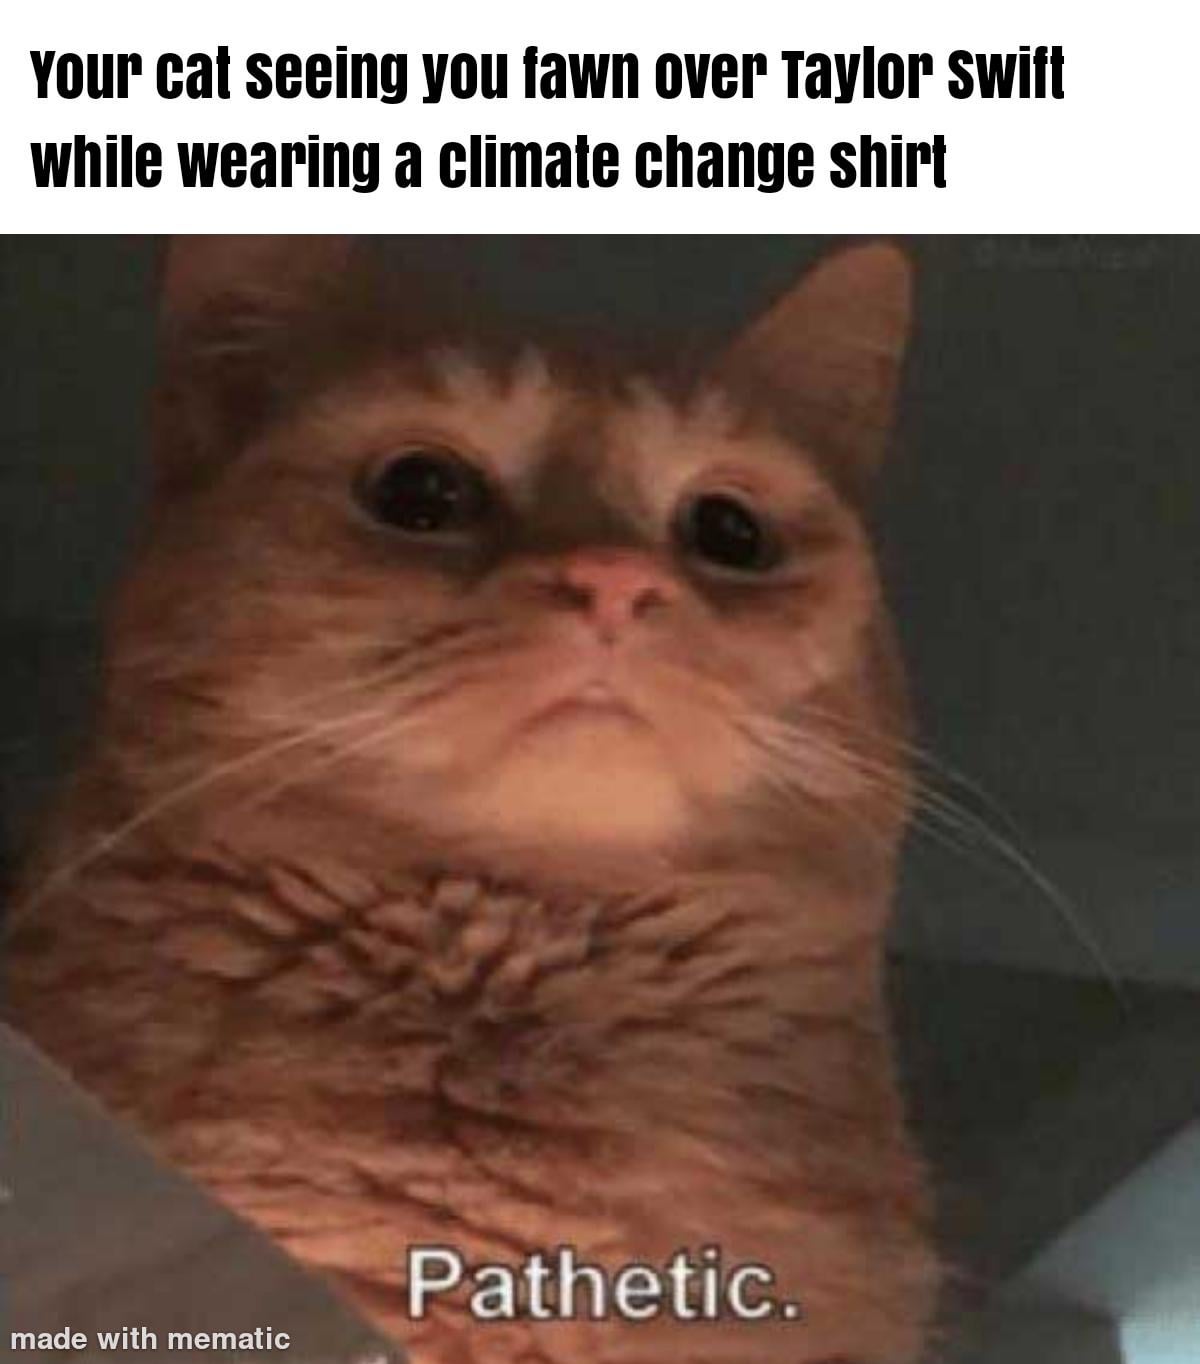 Your cat seeing you fawn over Taylor Swift
while wearing a climate change shirt
Pathetic.
made with mematic